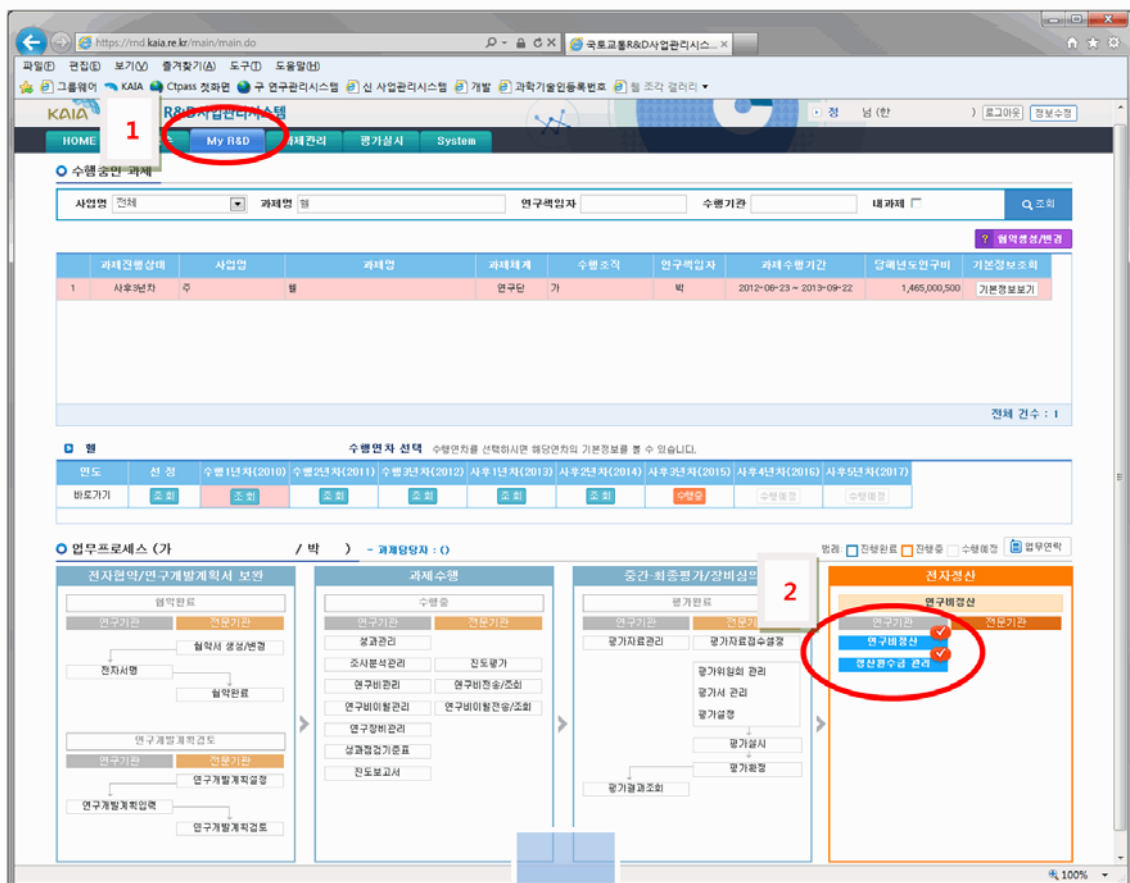 https://rnd.kaia.re.kr/main/main.do
국토교통R&D사업관리시스... ×
파일(F) 편집(E) 보기(V) 즐겨찾기(A) 도구(T) 도움말(H)
그룹웨어 KAIA Ctpass 첫화면 구 연구관리시스템 신 사업관리시스템 개발 과학기술인등록번호 웹 조각 갤러리
KAIA R&D사업관리시스템 정 님 (한 ) 로그아웃 정보수정
1
HOME My R&D 과제관리 평가실시 System
수행중인 과제
사업명 전체 과제명 헬 연구책임자 수행기관 내과제 조회
? 협약생성/변경
과제진행상태 사업명 과제명 과제체계 수행조직 연구책임자 과제수행기간 당해년도연구비 기본정보조회
1 사후3년차 주 헬 연구단 가 박 2012-06-23 ~ 2013-09-22 1,465,000,500 기본정보보기
전체 건수 : 1
헬 수행연차 선택 수행연차를 선택하시면 해당연차의 기본정보를 볼 수 있습니다.
연도 선 정 수행1년차(2010) 수행2년차(2011) 수행3년차(2012) 사후1년차(2013) 사후2년차(2014) 사후3년차(2015) 사후4년차(2016) 사후5년차(2017)
바로가기 조 회 조 회 조 회 조 회 조 회 조 회 수행중 수행예정 수행예정
업무프로세스 (가 / 박 ) - 과제담당자 : ()
범례: 진행완료 진행중 수행예정 업무연락
전자협약/연구개발계획서 보완
협약완료
연구기관 전문기관
협약서 생성/변경
전자서명
협약완료
연구개발계획검토
연구기관 전문기관
연구개발계획설정
연구개발계획입력
연구개발계획검토
과제수행
수행중
연구기관 전문기관
성과관리
조사분석관리 진도평가
연구비관리 연구비전송/조회
연구비이월관리 연구비이월전송/조회
연구장비관리
성과점검기준표
진도보고서
중간·최종평가/장비심의
평가완료
연구기관 전문기관
평가자료관리 평가자료접수설정
평가위원회 관리
평가서 관리
평가설정
평가실시
평가확정
평가결과조회
2
전자정산
연구비정산
연구기관 전문기관
연구비정산
정산환수금 관리
100%